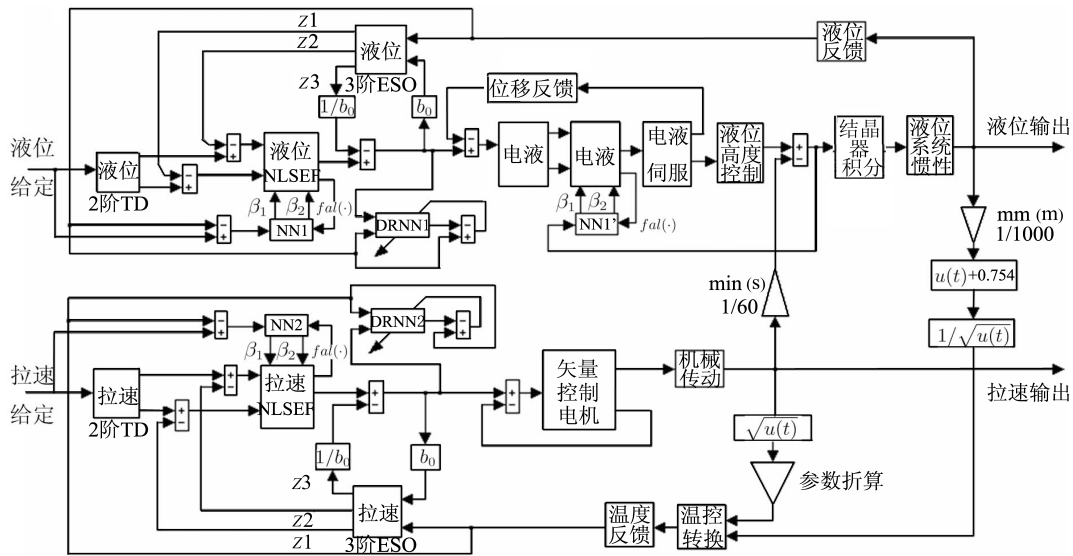 z1
z2
液位
3阶ESO
z3
1/b₀
b₀
液位
反馈
位移反馈
液位
给定
液位
2阶TD
液位
NLSEF
β₁
β₂
fal(·)
NN1
DRNN1
电液
电液
β₁
β₂
fal(·)
NN1'
电液
伺服
液位
高度
控制
结晶
器
积分
液位
系统
惯性
液位输出
mm (m)
1/1000
u(t)+0.754
1/√u(t)
min (s)
1/60
NN2
β₁
β₂
fal(·)
DRNN2
拉速
给定
拉速
2阶TD
拉速
NLSEF
矢量
控制
电机
机械
传动
拉速输出
√u(t)
参数折算
1/b₀
b₀
z3
拉速
3阶ESO
z2
z1
温度
反馈
温控
转换